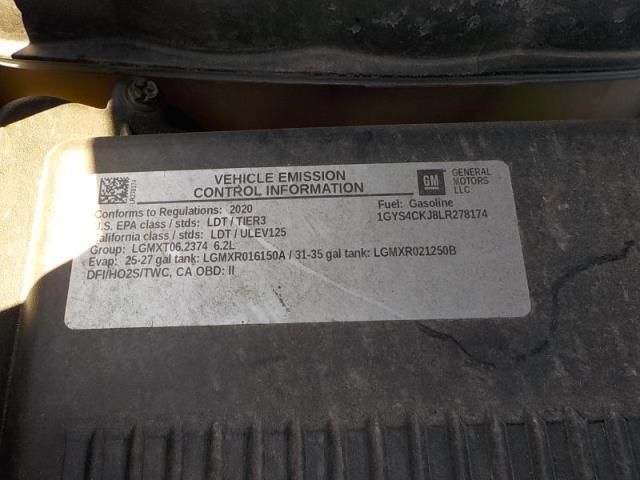 LR278174
VEHICLE EMISSION
CONTROL INFORMATION
GM
GENERAL
MOTORS
LLC
Conforms to Regulations: 2020
U.S. EPA class / stds: LDT / TIER3
California class / stds: LDT / ULEV125
Group: LGMXT06.2374 6.2L
Evap: 25-27 gal tank: LGMXR016150A / 31-35 gal tank: LGMXR021250B
DFI/HO2S/TWC, CA OBD: II
Fuel: Gasoline
1GYS4CKJ8LR278174